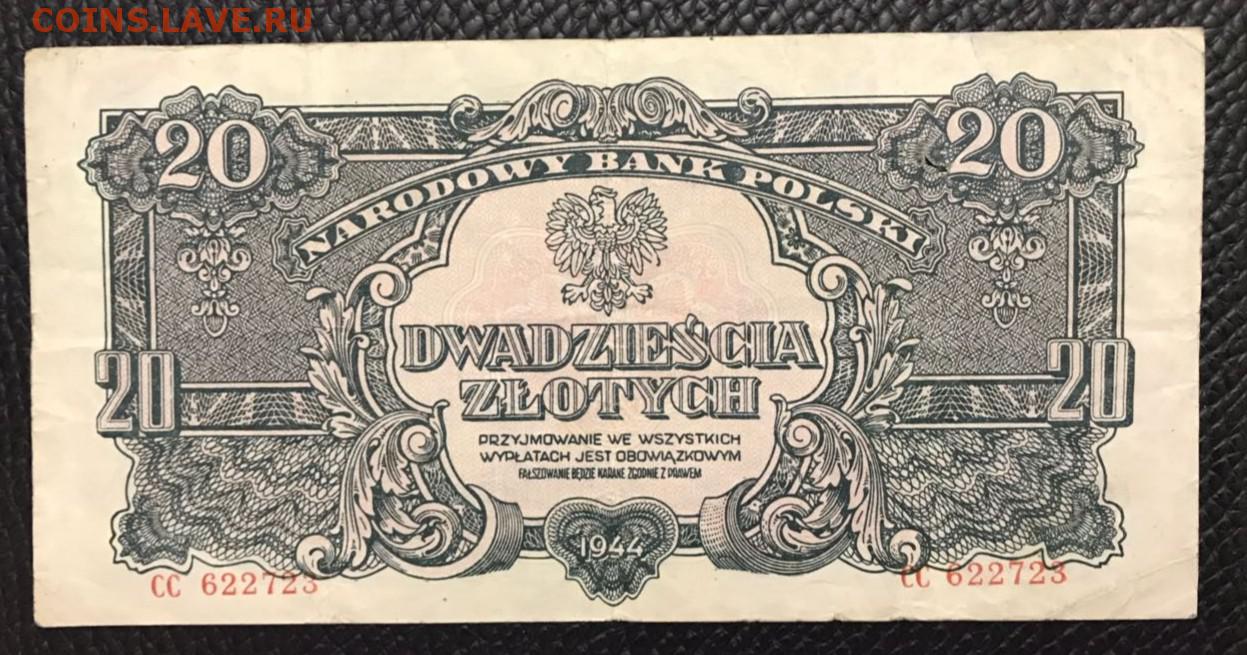 COINS.LAVE.RU
20 20
NARODOWY BANK POLSKI
DWADZIEŚCIA
ZŁOTYCH
20 20
PRZYJMOWANIE WE WSZYSTKICH
WYPŁATACH JEST OBOWIĄZKOWYM
FAŁSZOWANIE BĘDZIE KARANE ZGODNIE Z PRAWEM
1944
CC 622723 CC 622723